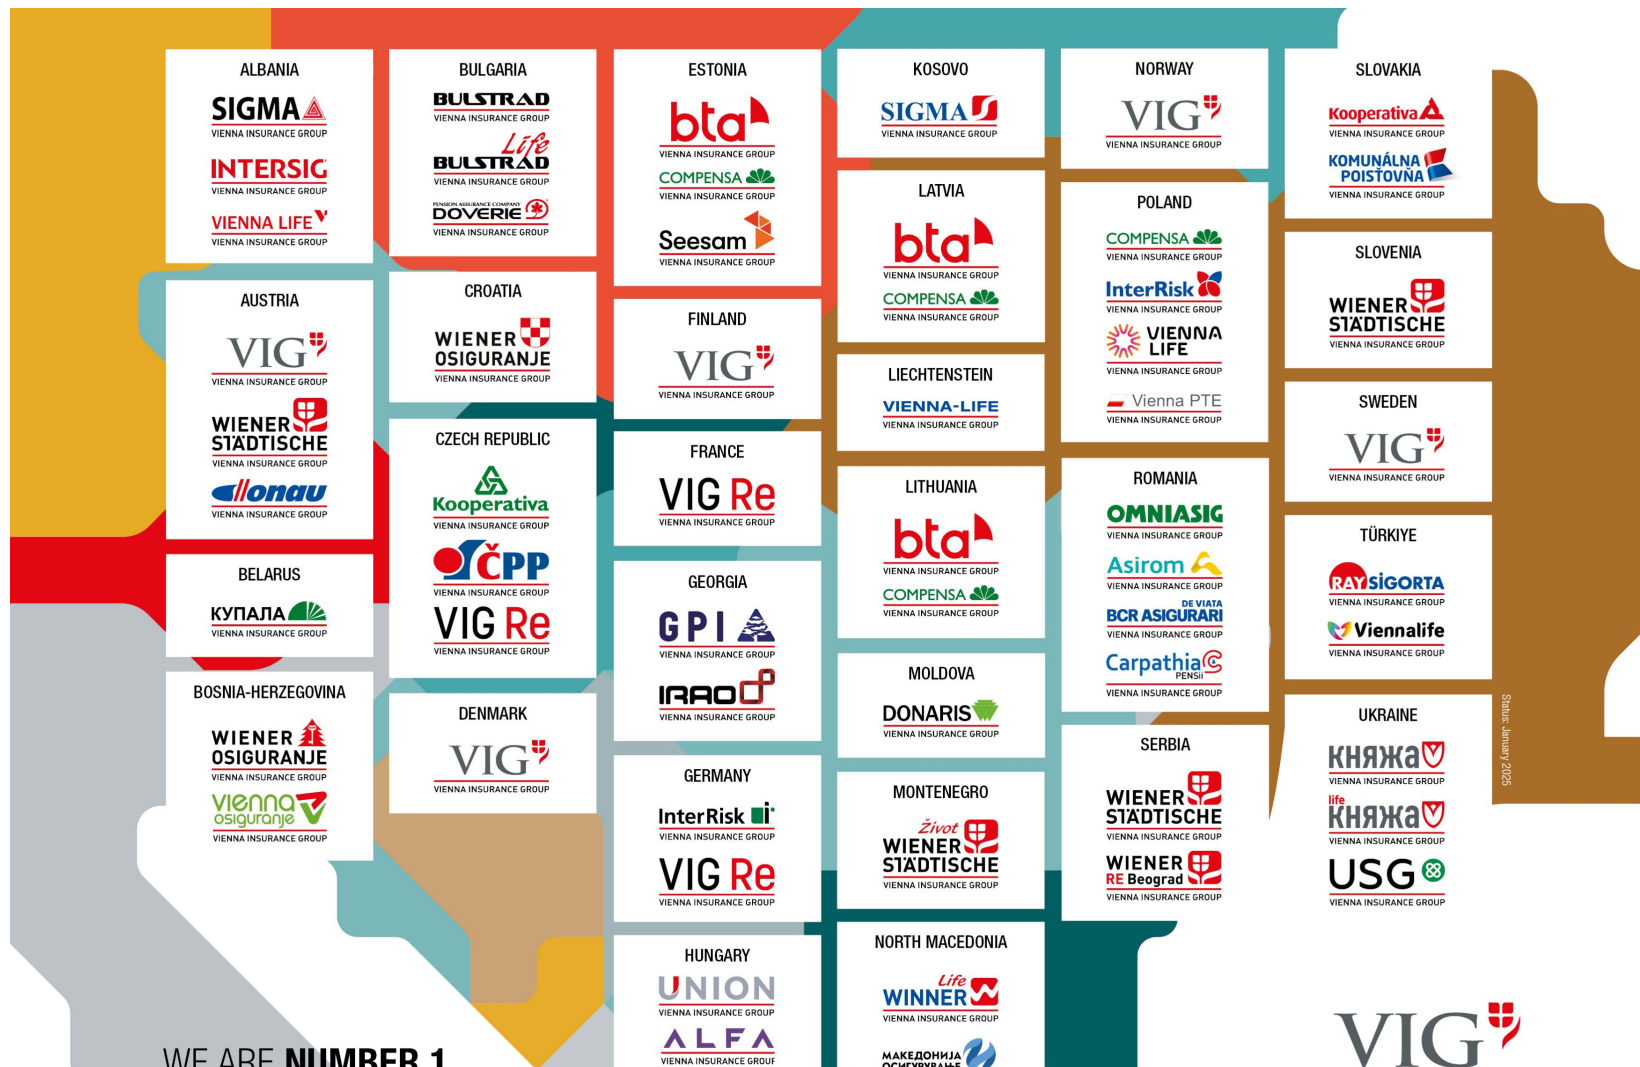 ALBANIA
SIGMA
VIENNA INSURANCE GROUP
INTERSIG
VIENNA INSURANCE GROUP
VIENNA LIFE
VIENNA INSURANCE GROUP
AUSTRIA
VIG
VIENNA INSURANCE GROUP
WIENER
STÄDTISCHE
VIENNA INSURANCE GROUP
donau
VIENNA INSURANCE GROUP
BELARUS
КУПАЛА
VIENNA INSURANCE GROUP
BOSNIA-HERZEGOVINA
WIENER
OSIGURANJE
VIENNA INSURANCE GROUP
vienna
osiguranje
VIENNA INSURANCE GROUP
BULGARIA
BULSTRAD
VIENNA INSURANCE GROUP
Life
BULSTRAD
VIENNA INSURANCE GROUP
PENSION ASSURANCE COMPANY
DOVERIE
VIENNA INSURANCE GROUP
CROATIA
WIENER
OSIGURANJE
VIENNA INSURANCE GROUP
CZECH REPUBLIC
Kooperativa
VIENNA INSURANCE GROUP
ČPP
VIENNA INSURANCE GROUP
VIG Re
VIENNA INSURANCE GROUP
DENMARK
VIG
VIENNA INSURANCE GROUP
ESTONIA
bta
VIENNA INSURANCE GROUP
COMPENSA
VIENNA INSURANCE GROUP
Seesam
VIENNA INSURANCE GROUP
FINLAND
VIG
VIENNA INSURANCE GROUP
FRANCE
VIG Re
VIENNA INSURANCE GROUP
GEORGIA
GPI
VIENNA INSURANCE GROUP
IRAO
VIENNA INSURANCE GROUP
GERMANY
InterRisk
VIENNA INSURANCE GROUP
VIG Re
VIENNA INSURANCE GROUP
HUNGARY
UNION
VIENNA INSURANCE GROUP
ALFA
VIENNA INSURANCE GROUP
KOSOVO
SIGMA
VIENNA INSURANCE GROUP
LATVIA
bta
VIENNA INSURANCE GROUP
COMPENSA
VIENNA INSURANCE GROUP
LIECHTENSTEIN
VIENNA-LIFE
VIENNA INSURANCE GROUP
LITHUANIA
bta
VIENNA INSURANCE GROUP
COMPENSA
VIENNA INSURANCE GROUP
MOLDOVA
DONARIS
VIENNA INSURANCE GROUP
MONTENEGRO
Život
WIENER
STÄDTISCHE
VIENNA INSURANCE GROUP
NORTH MACEDONIA
Life
WINNER
VIENNA INSURANCE GROUP
МАКЕДОНИЈА
ОСИГУРУВАЊЕ
NORWAY
VIG
VIENNA INSURANCE GROUP
POLAND
COMPENSA
VIENNA INSURANCE GROUP
InterRisk
VIENNA INSURANCE GROUP
VIENNA
LIFE
VIENNA INSURANCE GROUP
Vienna PTE
VIENNA INSURANCE GROUP
ROMANIA
OMNIASIG
VIENNA INSURANCE GROUP
Asirom
VIENNA INSURANCE GROUP
DE VIATA
BCR ASIGURARI
VIENNA INSURANCE GROUP
Carpathia
PENSii
VIENNA INSURANCE GROUP
SERBIA
WIENER
STÄDTISCHE
VIENNA INSURANCE GROUP
WIENER
RE Beograd
VIENNA INSURANCE GROUP
SLOVAKIA
Kooperativa
VIENNA INSURANCE GROUP
KOMUNÁLNA
POISŤOVŇA
VIENNA INSURANCE GROUP
SLOVENIA
WIENER
STÄDTISCHE
VIENNA INSURANCE GROUP
SWEDEN
VIG
VIENNA INSURANCE GROUP
TÜRKIYE
RAY SİGORTA
VIENNA INSURANCE GROUP
Viennalife
VIENNA INSURANCE GROUP
UKRAINE
КНЯЖА
VIENNA INSURANCE GROUP
life
КНЯЖА
VIENNA INSURANCE GROUP
USG
VIENNA INSURANCE GROUP
Status: January 2025
WE ARE NUMBER 1
VIG